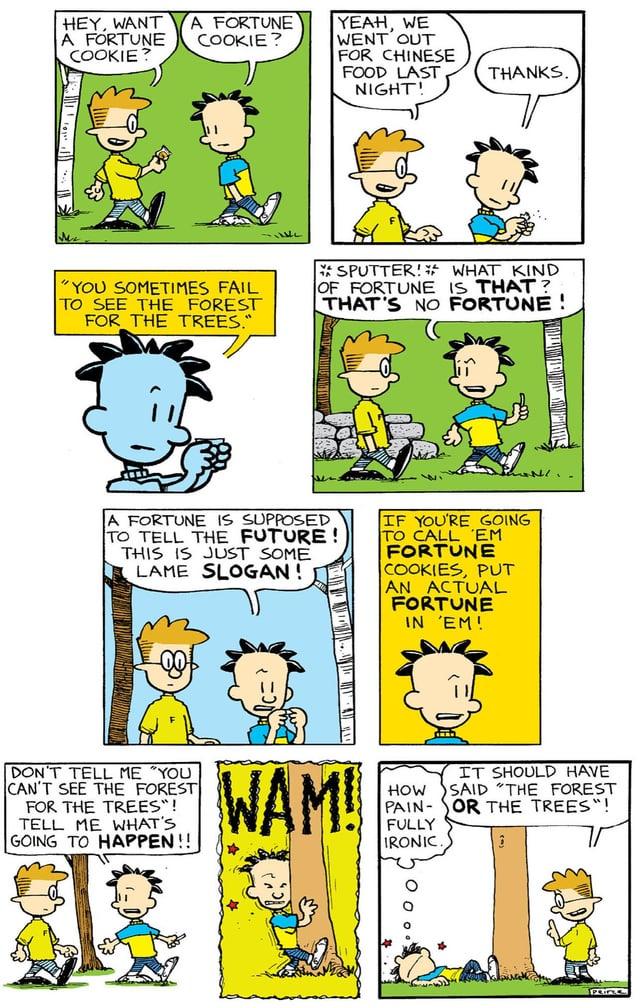 HEY, WANT
A FORTUNE
COOKIE?
A FORTUNE
COOKIE?
YEAH, WE
WENT OUT
FOR CHINESE
FOOD LAST
NIGHT!
THANKS.
F
"YOU SOMETIMES FAIL
TO SEE THE FOREST
FOR THE TREES."
SPUTTER! WHAT KIND
OF FORTUNE IS THAT?
THAT'S NO FORTUNE!
F
A FORTUNE IS SUPPOSED
TO TELL THE FUTURE!
THIS IS JUST SOME
LAME SLOGAN!
F
IF YOU'RE GOING
TO CALL 'EM
FORTUNE
COOKIES, PUT
AN ACTUAL
FORTUNE
IN 'EM!
DON'T TELL ME "YOU
CAN'T SEE THE FOREST
FOR THE TREES"!
TELL ME WHAT'S
GOING TO HAPPEN!!
F
WAM!
HOW
PAIN-
FULLY
IRONIC.
IT SHOULD HAVE
SAID "THE FOREST
OR THE TREES"!
F
PEIRCE